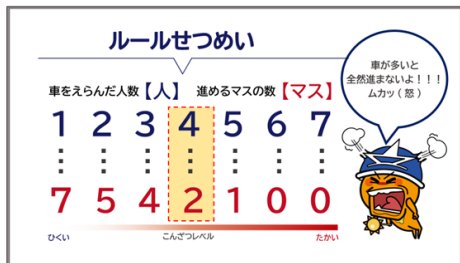 ルールせつめい
車が多いと
全然進まないよ！！！
ムカッ（怒）
車をえらんだ人数【人】 進めるマスの数【マス】
1 2 3 4 5 6 7
7 5 4 2 1 0 0
ひくい こんざつレベル たかい